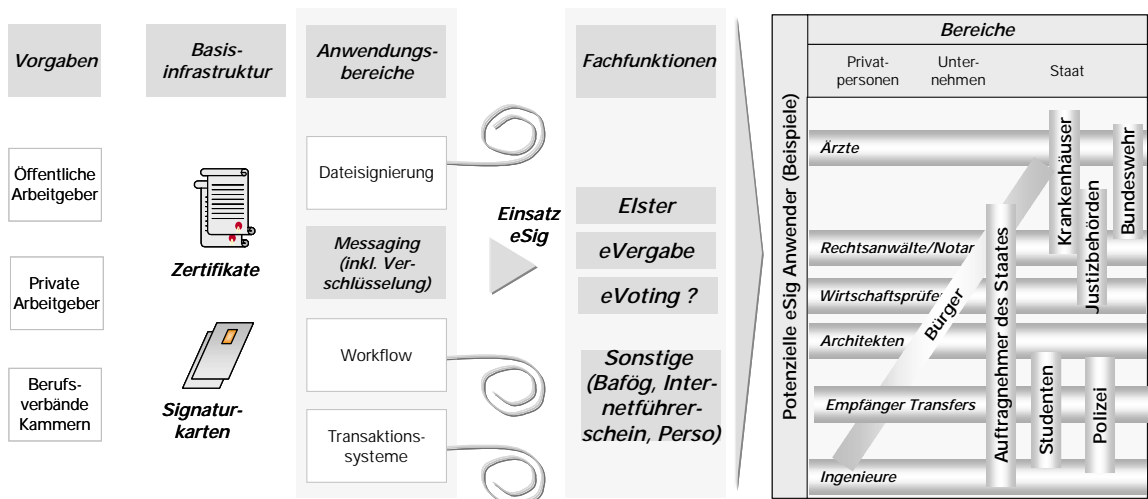 Vorgaben
Öffentliche
Arbeitgeber
Private
Arbeitgeber
Berufs-
verbände
Kammern
Basis-
infrastruktur
Zertifikate
Signatur-
karten
Anwendungs-
bereiche
Dateisignierung
Messaging
(inkl. Ver-
schlüsselung)
Workflow
Transaktions-
systeme
Einsatz
eSig
Fachfunktionen
Elster
eVergabe
eVoting ?
Sonstige
(Bafög, Inter-
netführer-
schein, Perso)
Potenzielle eSig Anwender (Beispiele)
Bereiche
Privat-
personen
Unter-
nehmen
Staat
Ärzte
Rechtsanwälte/Notar
Wirtschaftsprüfer
Architekten
Empfänger Transfers
Ingenieure
Bürger
Auftragnehmer des Staates
Krankenhäuser
Justizbehörden
Bundeswehr
Studenten
Polizei